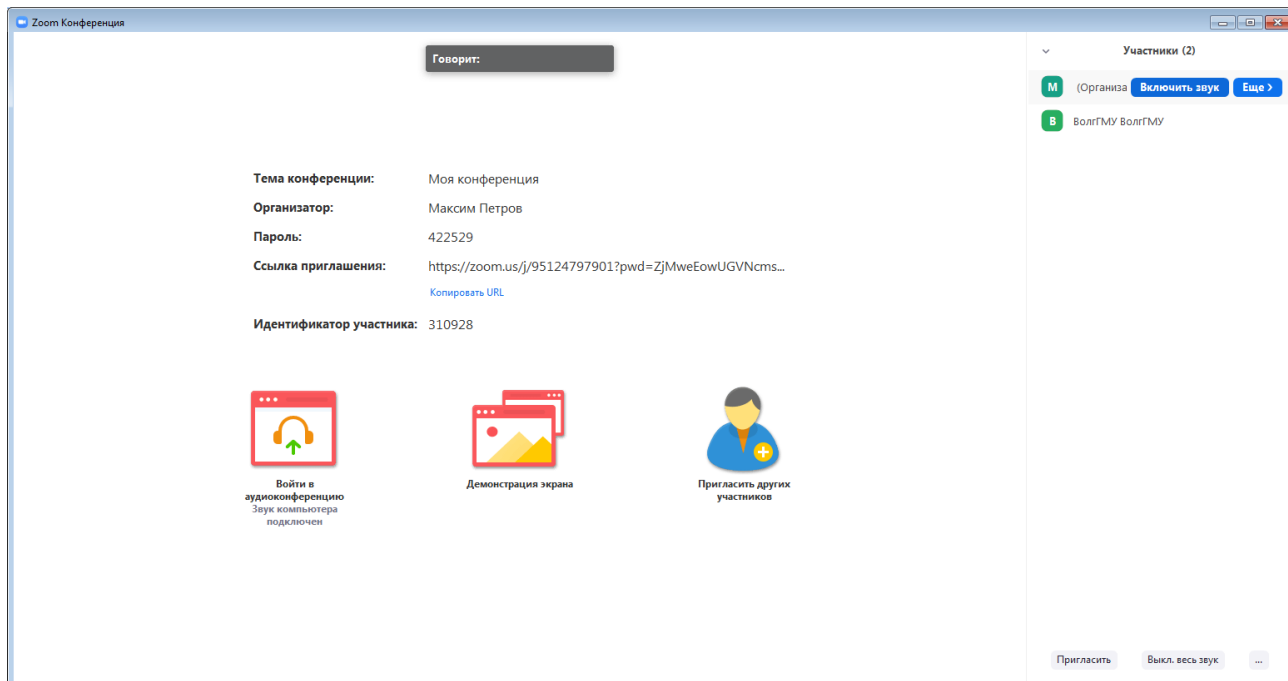 Zoom Конференция
Говорит:
Тема конференции: Моя конференция
Организатор: Максим Петров
Пароль: 422529
Ссылка приглашения: https://zoom.us/j/95124797901?pwd=ZjMweEowUGVNcms...
Копировать URL
Идентификатор участника: 310928
Войти в
аудиоконференцию
Звук компьютера
подключен
Демонстрация экрана
Пригласить других
участников
Участники (2)
М (Организа Включить звук Еще >
В ВолгГМУ ВолгГМУ
Пригласить Выкл. весь звук ...